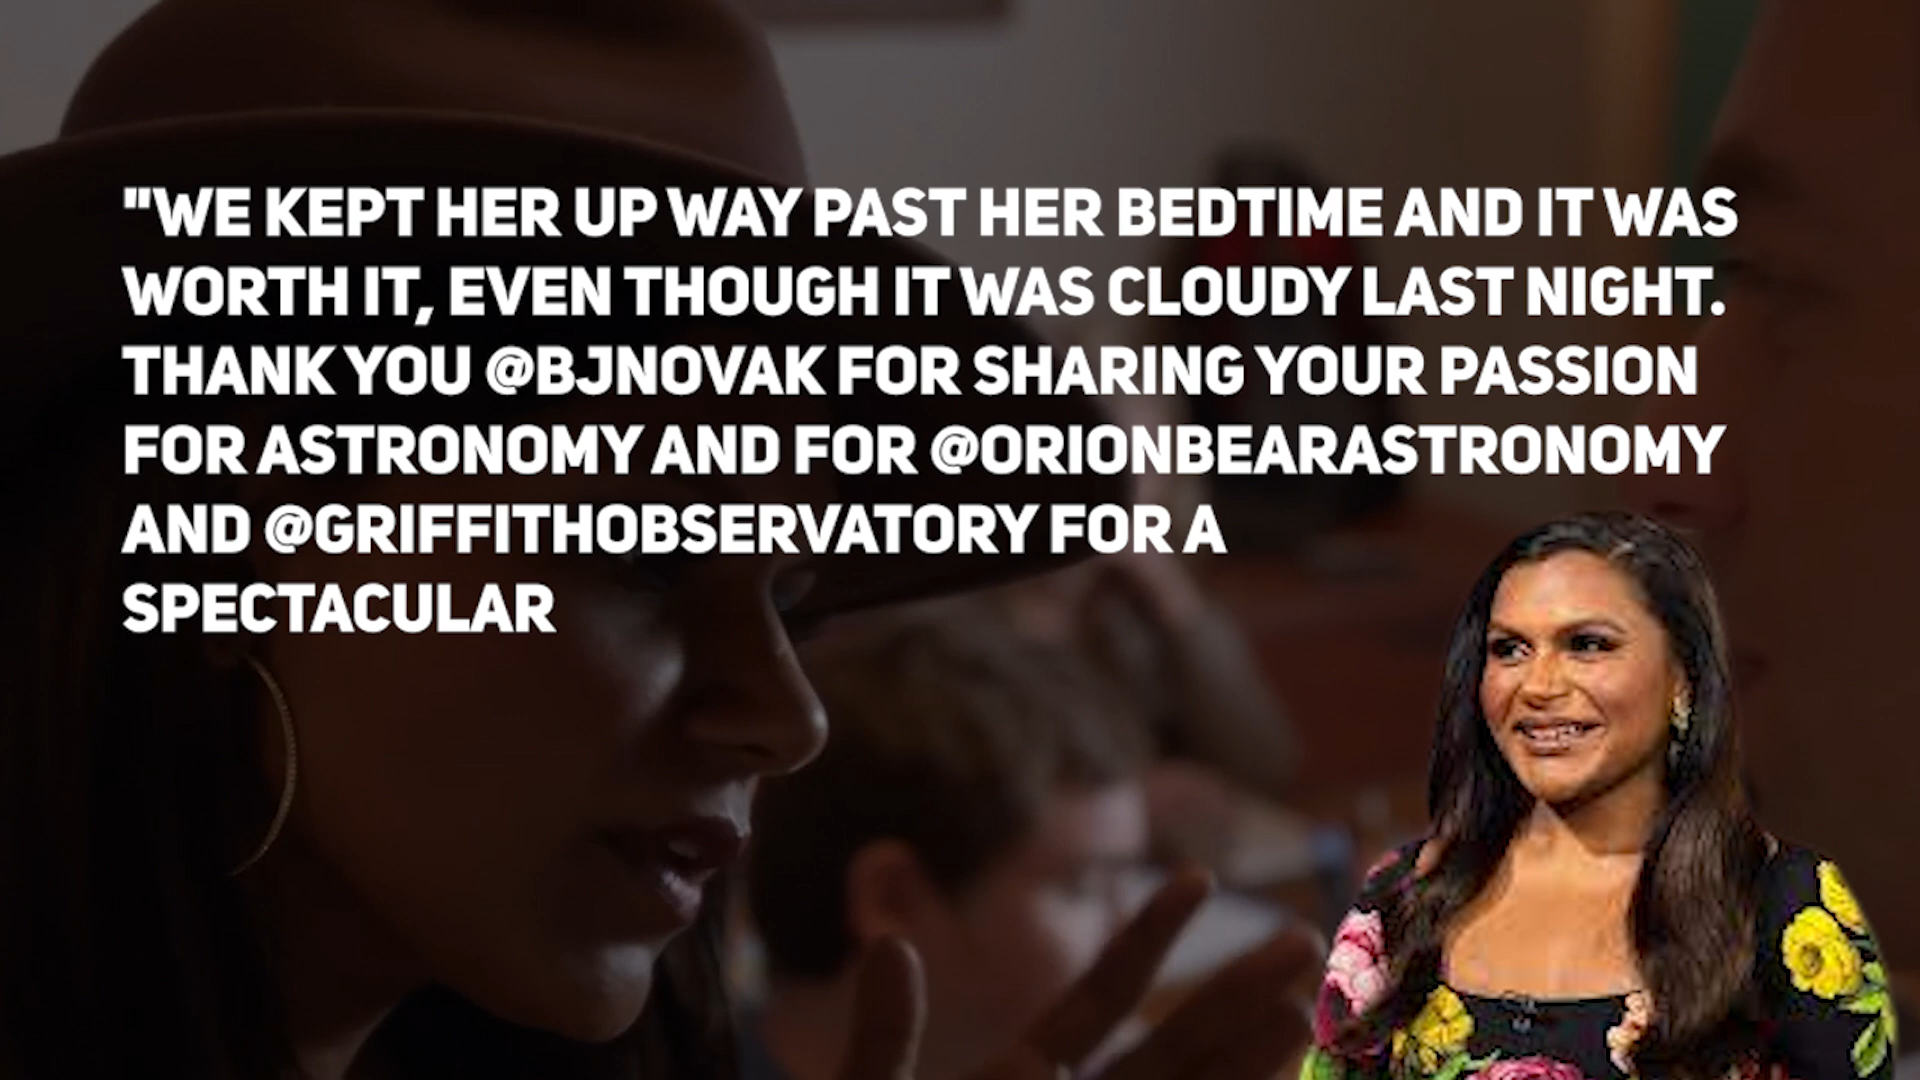 "WE KEPT HER UP WAY PAST HER BEDTIME AND IT WAS
WORTH IT, EVEN THOUGH IT WAS CLOUDY LAST NIGHT.
THANK YOU @BJNOVAK FOR SHARING YOUR PASSION
FOR ASTRONOMY AND FOR @ORIONBEARASTRONOMY
AND @GRIFFITHOBSERVATORY FOR A
SPECTACULAR